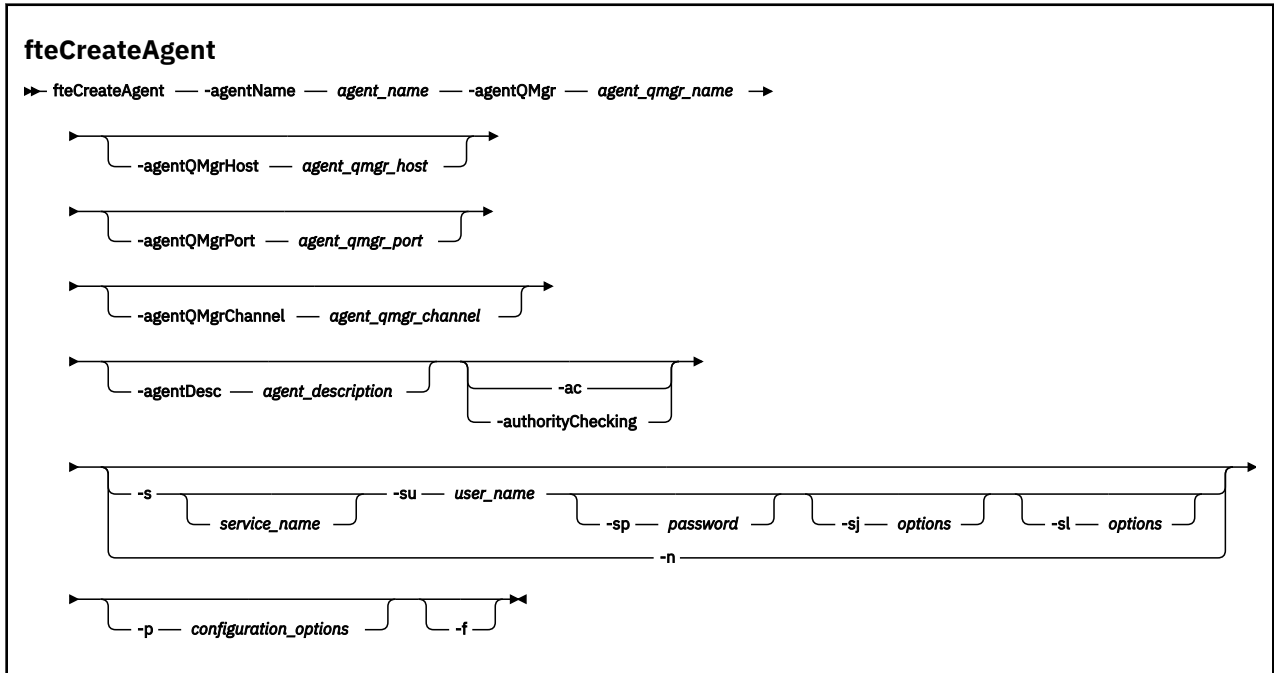 fteCreateAgent
fteCreateAgent -agentName agent_name -agentQMgr agent_qmgr_name
-agentQMgrHost agent_qmgr_host
-agentQMgrPort agent_qmgr_port
-agentQMgrChannel agent_qmgr_channel
-agentDesc agent_description -ac
-authorityChecking
-s service_name -su user_name -sp password -sj options -sl options
-n
-p configuration_options -f